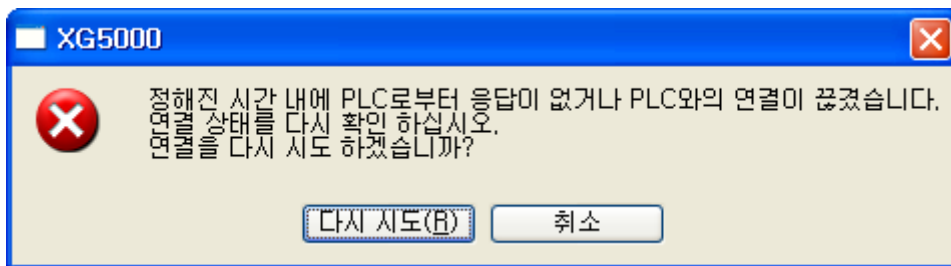 XG5000
정해진 시간 내에 PLC로부터 응답이 없거나 PLC와의 연결이 끊겼습니다.
연결 상태를 다시 확인 하십시오.
연결을 다시 시도 하겠습니까?
다시 시도(R) 취소